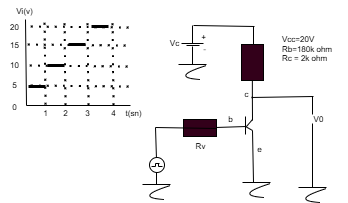 Vi(v)
20
15
10
5
0
1 2 3 4 t(sn)
Vc
+
-
Vcc=20V
Rb=180k ohm
Rc = 2k ohm
c
b
e
Rv
V0